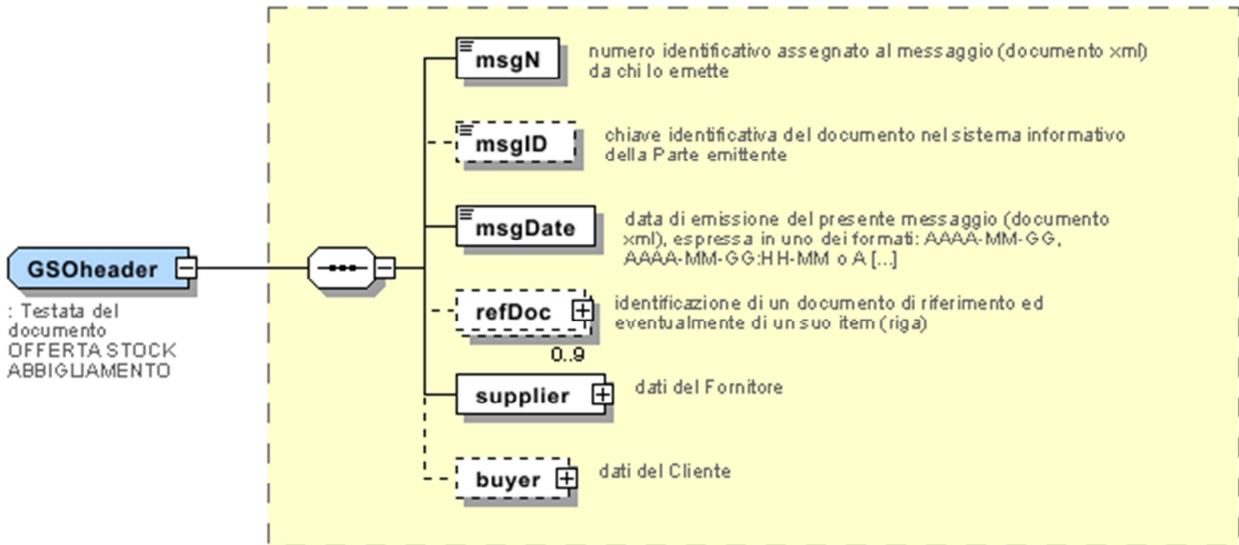 msgN
numero identificativo assegnato al messaggio (documento xml)
da chi lo emette
msgID
chiave identificativa del documento nel sistema informativo
della Parte emittente
msgDate
data di emissione del presente messaggio (documento
xml), espressa in uno dei formati: AAAA-MM-GG,
AAAA-MM-GG:HH-MM o A [...]
GSOheader
: Testata del
documento
OFFERTA STOCK
ABBIGLIAMENTO
refDoc
identificazione di un documento di riferimento ed
eventualmente di un suo item (riga)
0..9
supplier
dati del Fornitore
buyer
dati del Cliente